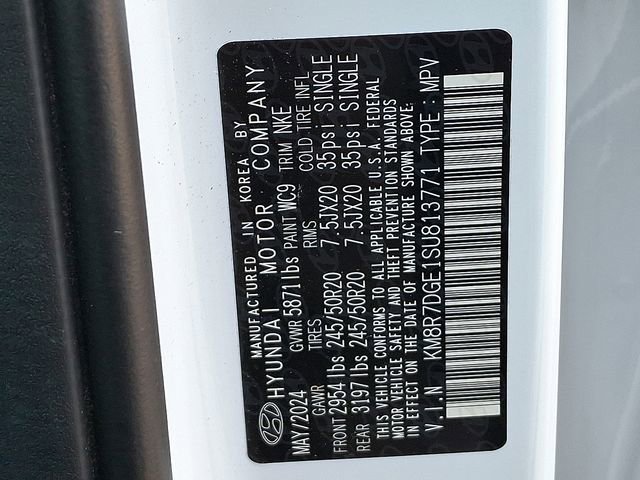 MANUFACTURED IN KOREA BY
HYUNDAI MOTOR COMPANY
MAY/2024 GVWR 5871 lbs PAINT WC9 TRIM NKE
GAWR TIRES RIMS COLD TIRE INFL
FRONT 2954 lbs 245/50R20 7.5JX20 35psi SINGLE
REAR 3197 lbs 245/50R20 7.5JX20 35psi SINGLE
THIS VEHICLE CONFORMS TO ALL APPLICABLE U.S.A. FEDERAL
MOTOR VEHICLE SAFETY AND THEFT PREVENTION STANDARDS
IN EFFECT ON THE DATE OF MANUFACTURE SHOWN ABOVE.
V.I.N KM8R7DGE1SU813771 TYPE : MPV